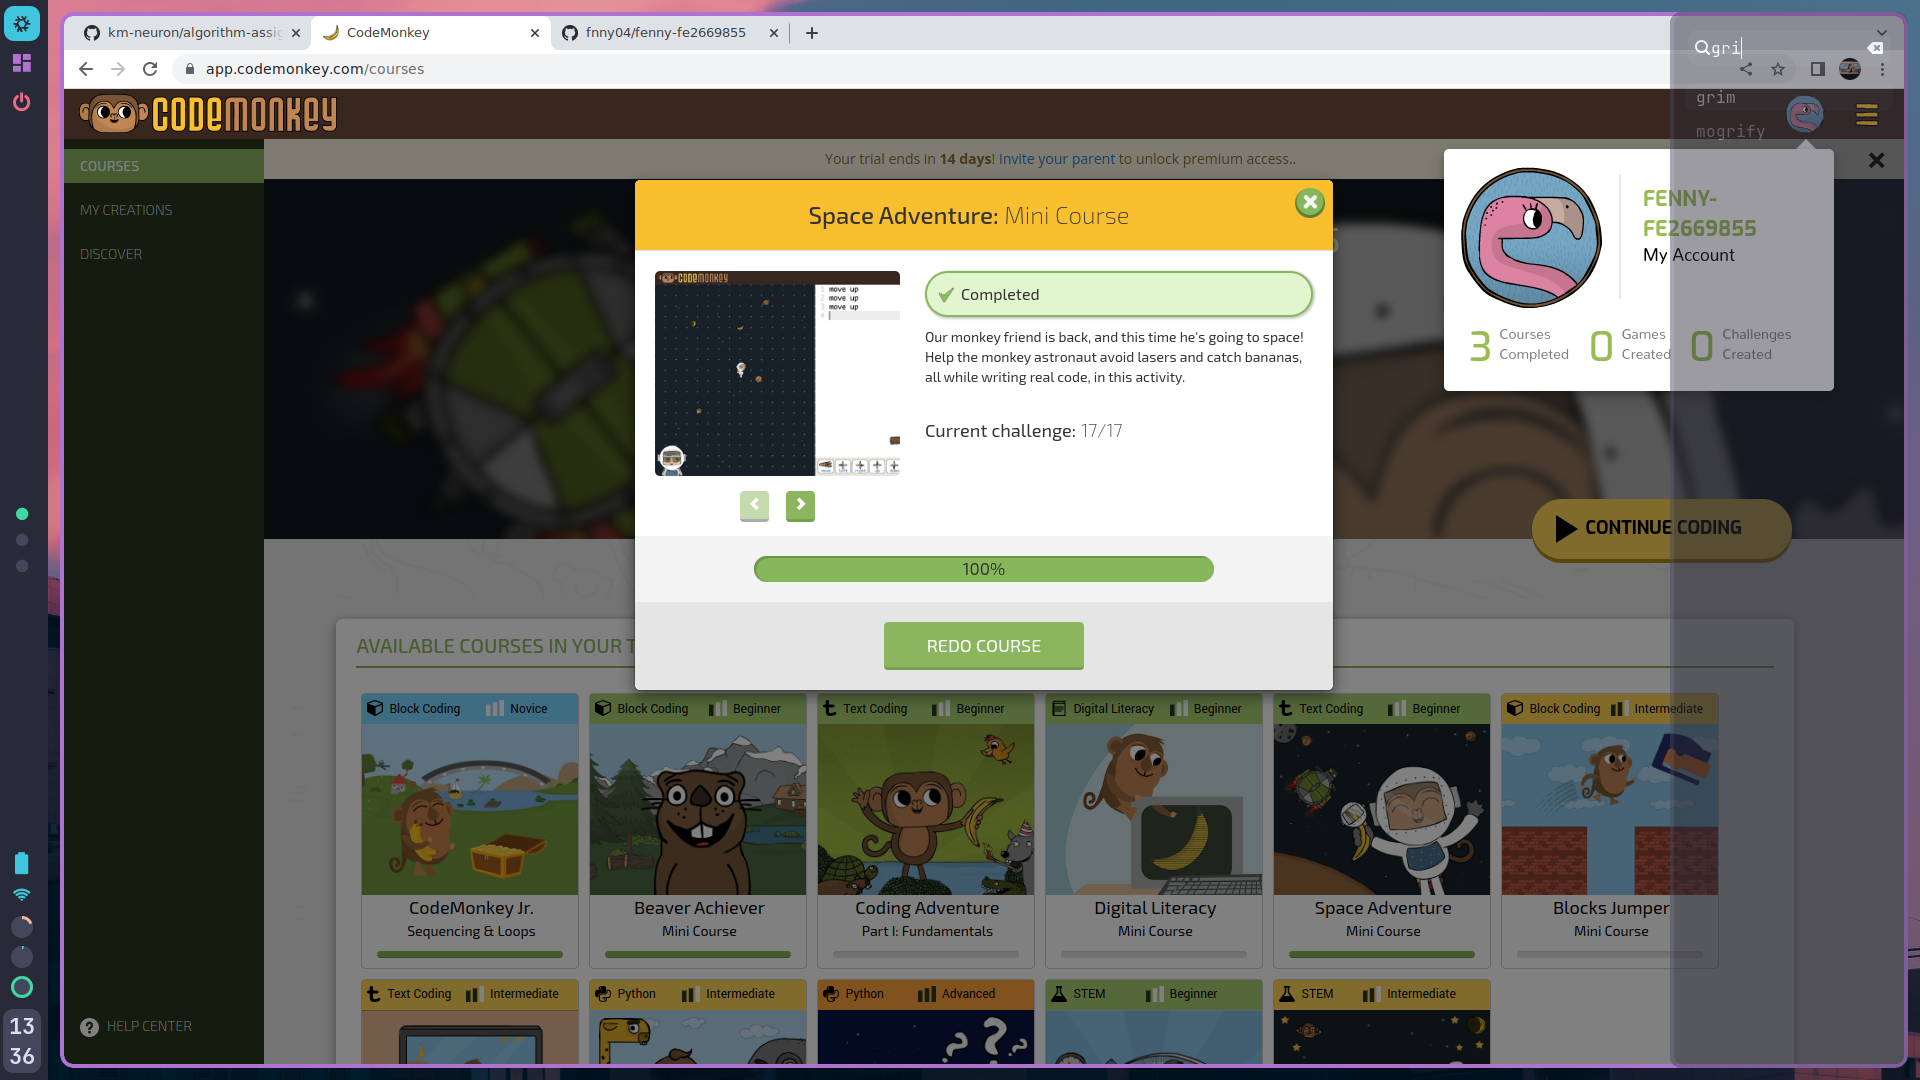 km-neuron/algorithm-assig
CodeMonkey
fnny04/fenny-fe2669855
app.codemonkey.com/courses
gri
grim
mogrify
CODEMONKEY
COURSES
MY CREATIONS
DISCOVER
HELP CENTER
Your trial ends in 14 days! Invite your parent to unlock premium access..
FENNY-
FE2669855
My Account
3 Courses Completed
0 Games Created
0 Challenges Created
Space Adventure: Mini Course
CODEMONKEY
1 move up
2 move up
3 move up
4
Completed
Our monkey friend is back, and this time he's going to space!
Help the monkey astronaut avoid lasers and catch bananas,
all while writing real code, in this activity.
Current challenge: 17/17
100%
REDO COURSE
CONTINUE CODING
AVAILABLE COURSES IN YOUR T
Block Coding Novice
CodeMonkey Jr.
Sequencing & Loops
Block Coding Beginner
Beaver Achiever
Mini Course
Text Coding Beginner
Coding Adventure
Part I: Fundamentals
Digital Literacy Beginner
Digital Literacy
Mini Course
Text Coding Beginner
Space Adventure
Mini Course
Block Coding Intermediate
Blocks Jumper
Mini Course
Text Coding Intermediate
Python Intermediate
Python Advanced
STEM Beginner
STEM Intermediate
13
36